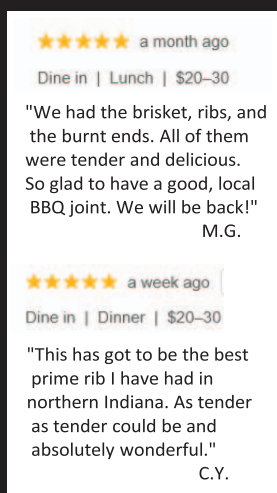 a month ago
Dine in | Lunch | $20–30
"We had the brisket, ribs, and
the burnt ends. All of them
were tender and delicious.
So glad to have a good, local
BBQ joint. We will be back!"
M.G.
a week ago
Dine in | Dinner | $20–30
"This has got to be the best
prime rib I have had in
northern Indiana. As tender
as tender could be and
absolutely wonderful."
C.Y.